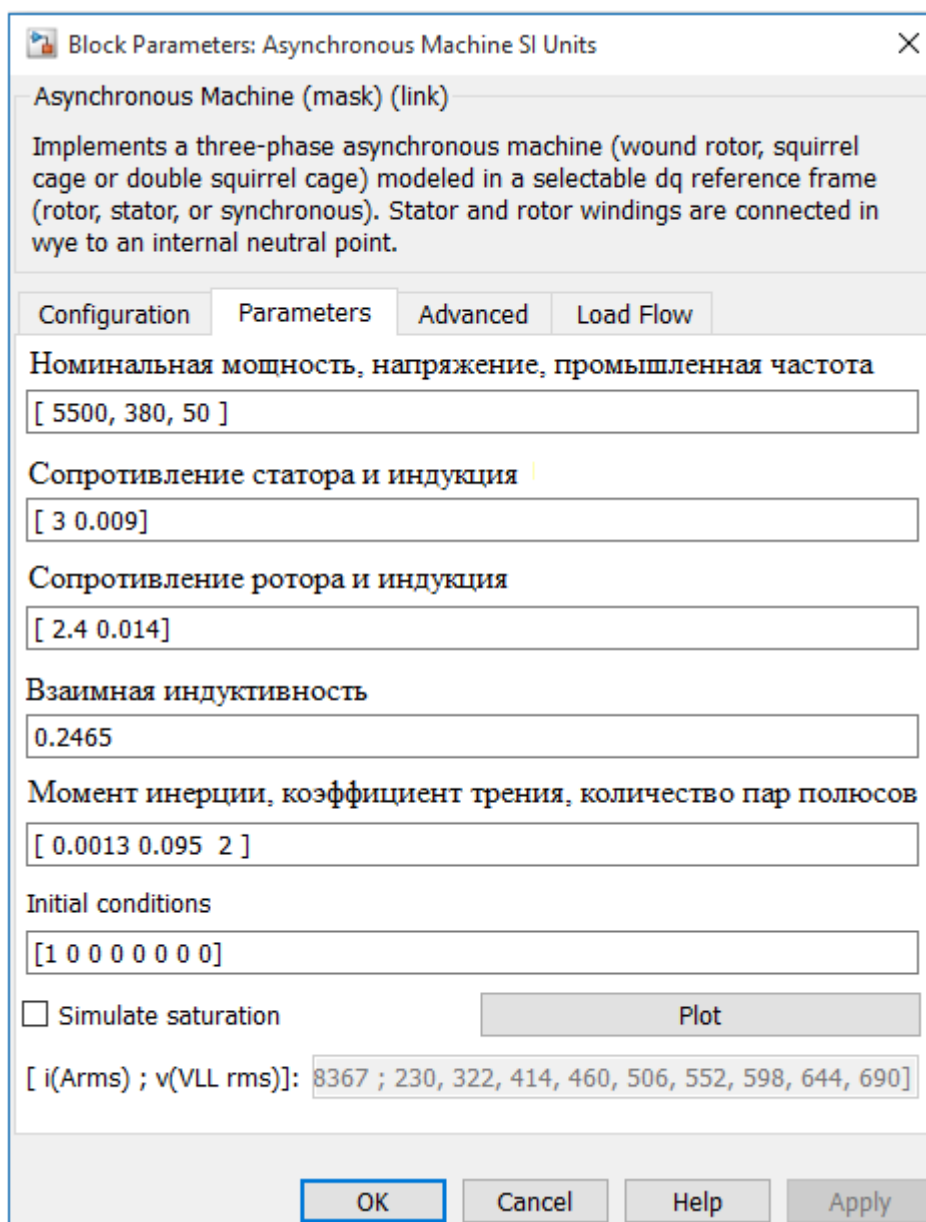 Block Parameters: Asynchronous Machine SI Units
Asynchronous Machine (mask) (link)
Implements a three-phase asynchronous machine (wound rotor, squirrel
cage or double squirrel cage) modeled in a selectable dq reference frame
(rotor, stator, or synchronous). Stator and rotor windings are connected in
wye to an internal neutral point.
Configuration Parameters Advanced Load Flow
Номинальная мощность, напряжение, промышленная частота
[ 5500, 380, 50 ]
Сопротивление статора и индукция
[ 3 0.009]
Сопротивление ротора и индукция
[ 2.4 0.014]
Взаимная индуктивность
0.2465
Момент инерции, коэффициент трения, количество пар полюсов
[ 0.0013 0.095 2 ]
Initial conditions
[1 0 0 0 0 0 0 0]
Simulate saturation Plot
[ i(Arms) ; v(VLL rms)]: 8367 ; 230, 322, 414, 460, 506, 552, 598, 644, 690]
OK Cancel Help Apply